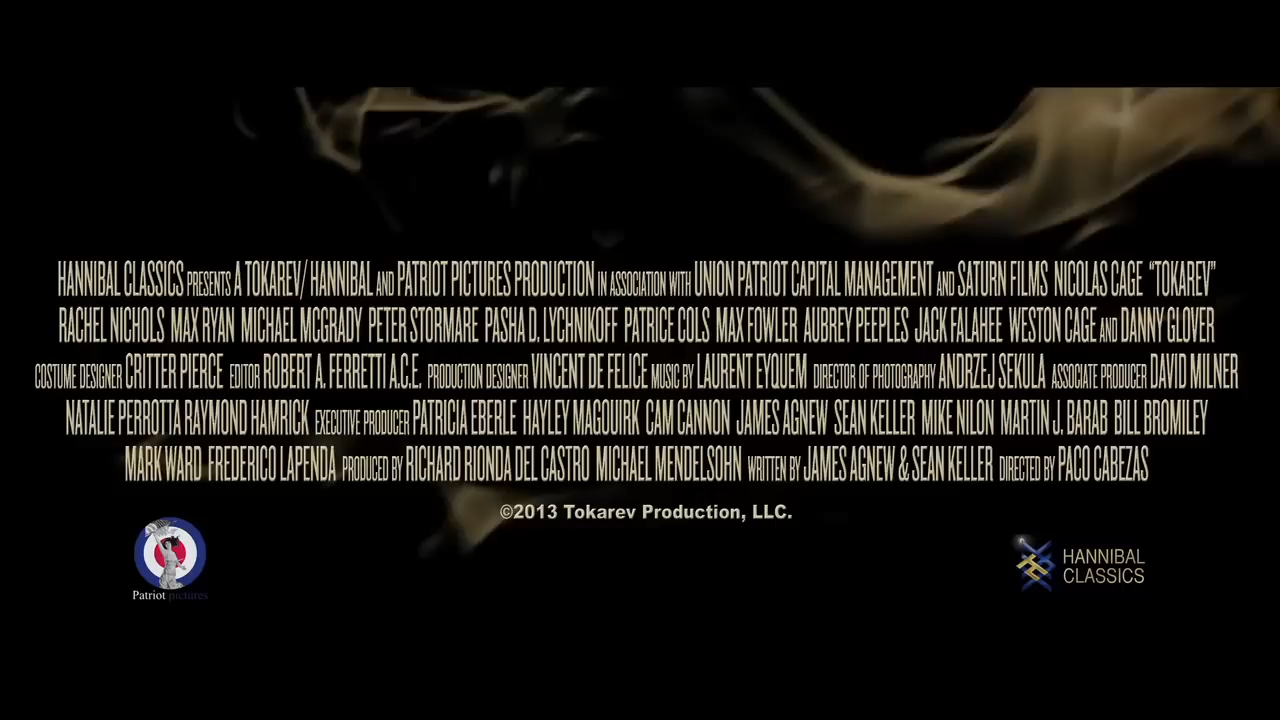 HANNIBAL CLASSICS PRESENTS A TOKAREV/ HANNIBAL AND PATRIOT PICTURES PRODUCTION IN ASSOCIATION WITH UNION PATRIOT CAPITAL MANAGEMENT AND SATURN FILMS NICOLAS CAGE “TOKAREV”
RACHEL NICHOLS MAX RYAN MICHAEL MCGRADY PETER STORMARE PASHA D. LYCHNIKOFF PATRICE COLS MAX FOWLER AUBREY PEEPLES JACK FALAHEE WESTON CAGE AND DANNY GLOVER
COSTUME DESIGNER CRITTER PIERCE EDITOR ROBERT A. FERRETTI A.C.E. PRODUCTION DESIGNER VINCENT DE FELICE MUSIC BY LAURENT EYQUEM DIRECTOR OF PHOTOGRAPHY ANDRZEJ SEKULA ASSOCIATE PRODUCER DAVID MILNER
NATALIE PERROTTA RAYMOND HAMRICK EXECUTIVE PRODUCER PATRICIA EBERLE HAYLEY MAGOUIRK CAM CANNON JAMES AGNEW SEAN KELLER MIKE NILON MARTIN J. BARAB BILL BROMILEY
MARK WARD FREDERICO LAPENDA PRODUCED BY RICHARD RIONDA DEL CASTRO MICHAEL MENDELSOHN WRITTEN BY JAMES AGNEW & SEAN KELLER DIRECTED BY PACO CABEZAS
©2013 Tokarev Production, LLC.
Patriot pictures
HANNIBAL
CLASSICS